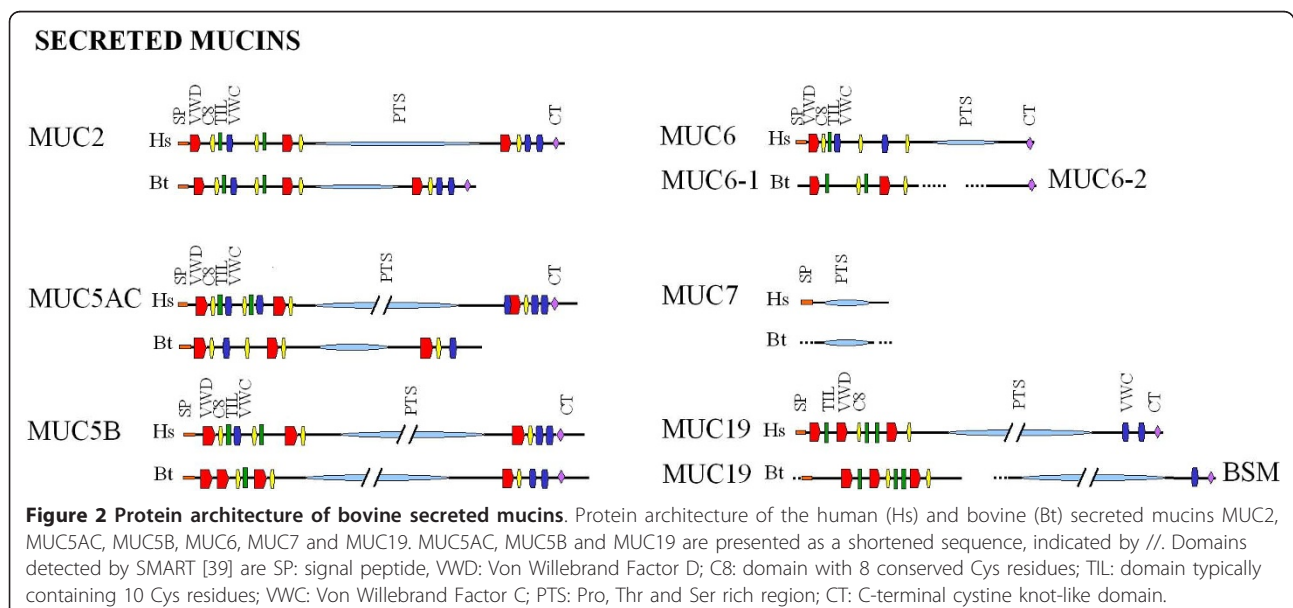 SECRETED MUCINS
SP VWD C8 TIL VWC PTS CT
MUC2 Hs
Bt
SP VWD C8 TIL VWC PTS CT
MUC5AC Hs
Bt
SP VWD C8 TIL VWC PTS CT
MUC5B Hs
Bt
SP VWD C8 TIL VWC PTS CT
MUC6 Hs
MUC6-1 Bt MUC6-2
SP PTS
MUC7 Hs
Bt
SP TIL VWD C8 PTS VWC CT
MUC19 Hs
MUC19 Bt BSM
Figure 2 Protein architecture of bovine secreted mucins. Protein architecture of the human (Hs) and bovine (Bt) secreted mucins MUC2,
MUC5AC, MUC5B, MUC6, MUC7 and MUC19. MUC5AC, MUC5B and MUC19 are presented as a shortened sequence, indicated by //. Domains
detected by SMART [39] are SP: signal peptide, VWD: Von Willebrand Factor D; C8: domain with 8 conserved Cys residues; TIL: domain typically
containing 10 Cys residues; VWC: Von Willebrand Factor C; PTS: Pro, Thr and Ser rich region; CT: C-terminal cystine knot-like domain.